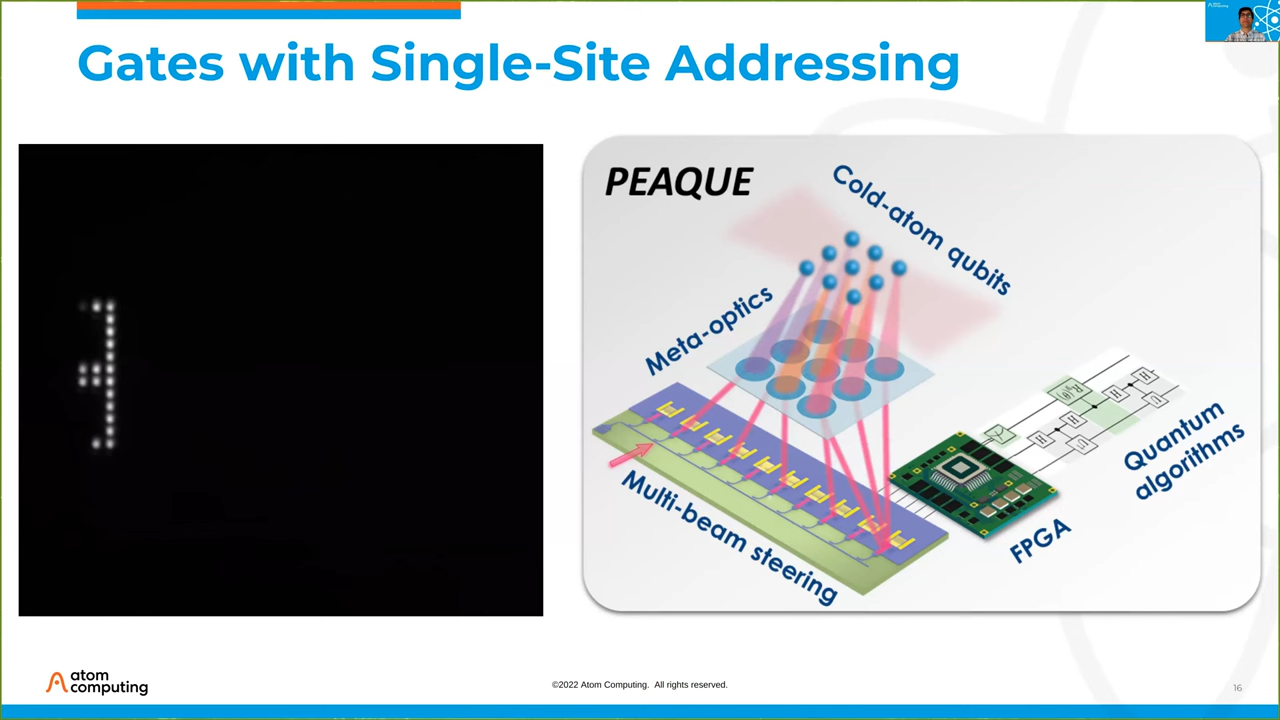 Gates with Single-Site Addressing
PEAQUE
Cold-atom qubits
Meta-optics
Multi-beam steering
FPGA
Quantum
algorithms
atom
computing
©2022 Atom Computing.  All rights reserved.
16